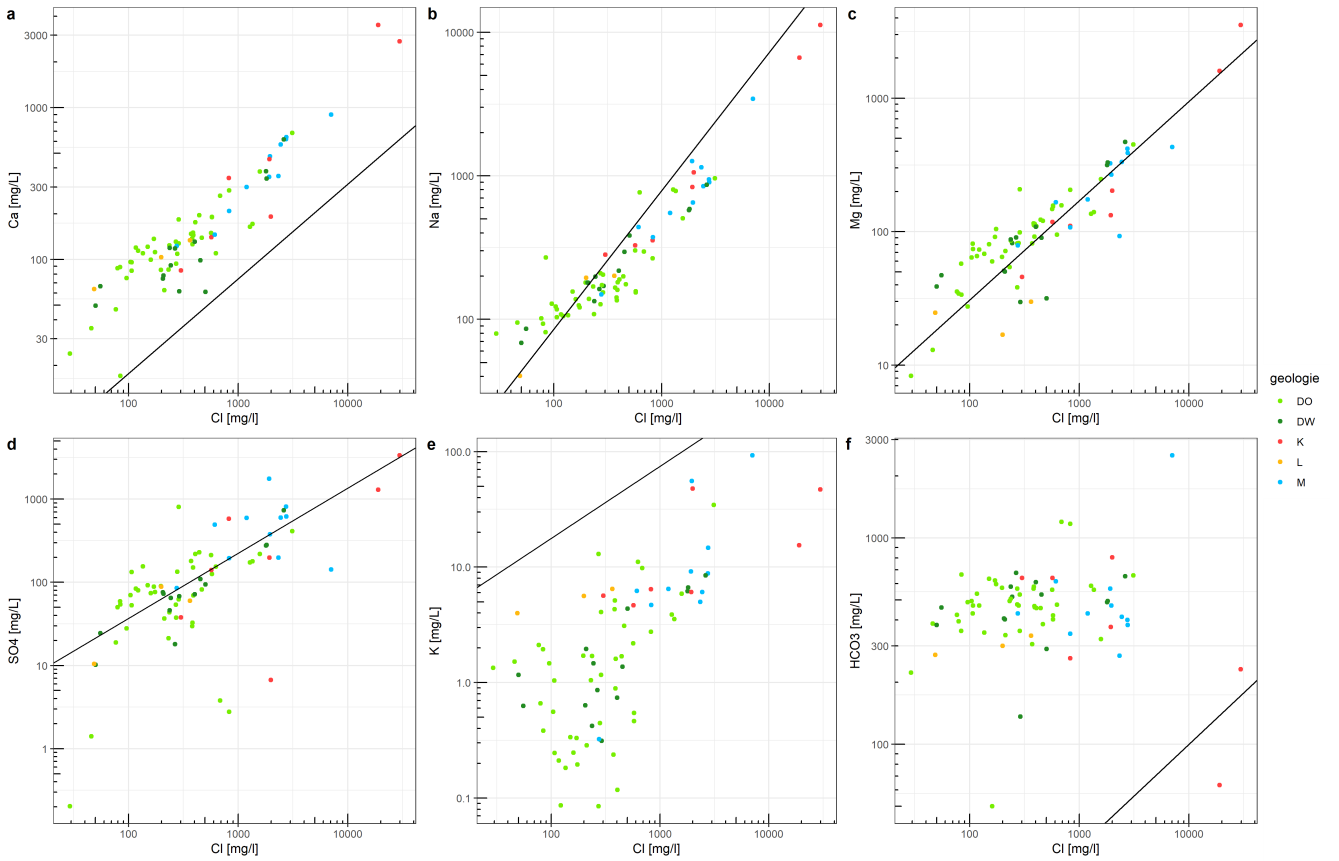 a
3000
1000
300
100
30
Ca [mg/L]
100
1000
10000
Cl [mg/l]
b
10000
1000
100
Na [mg/L]
100
1000
10000
Cl [mg/l]
c
1000
100
10
Mg [mg/L]
100
1000
10000
Cl [mg/l]
d
1000
100
10
1
SO4 [mg/L]
100
1000
10000
Cl [mg/l]
e
100.0
10.0
1.0
0.1
K [mg/L]
100
1000
10000
Cl [mg/l]
f
3000
1000
300
100
HCO3 [mg/L]
100
1000
10000
Cl [mg/l]
geologie
DO
DW
K
L
M